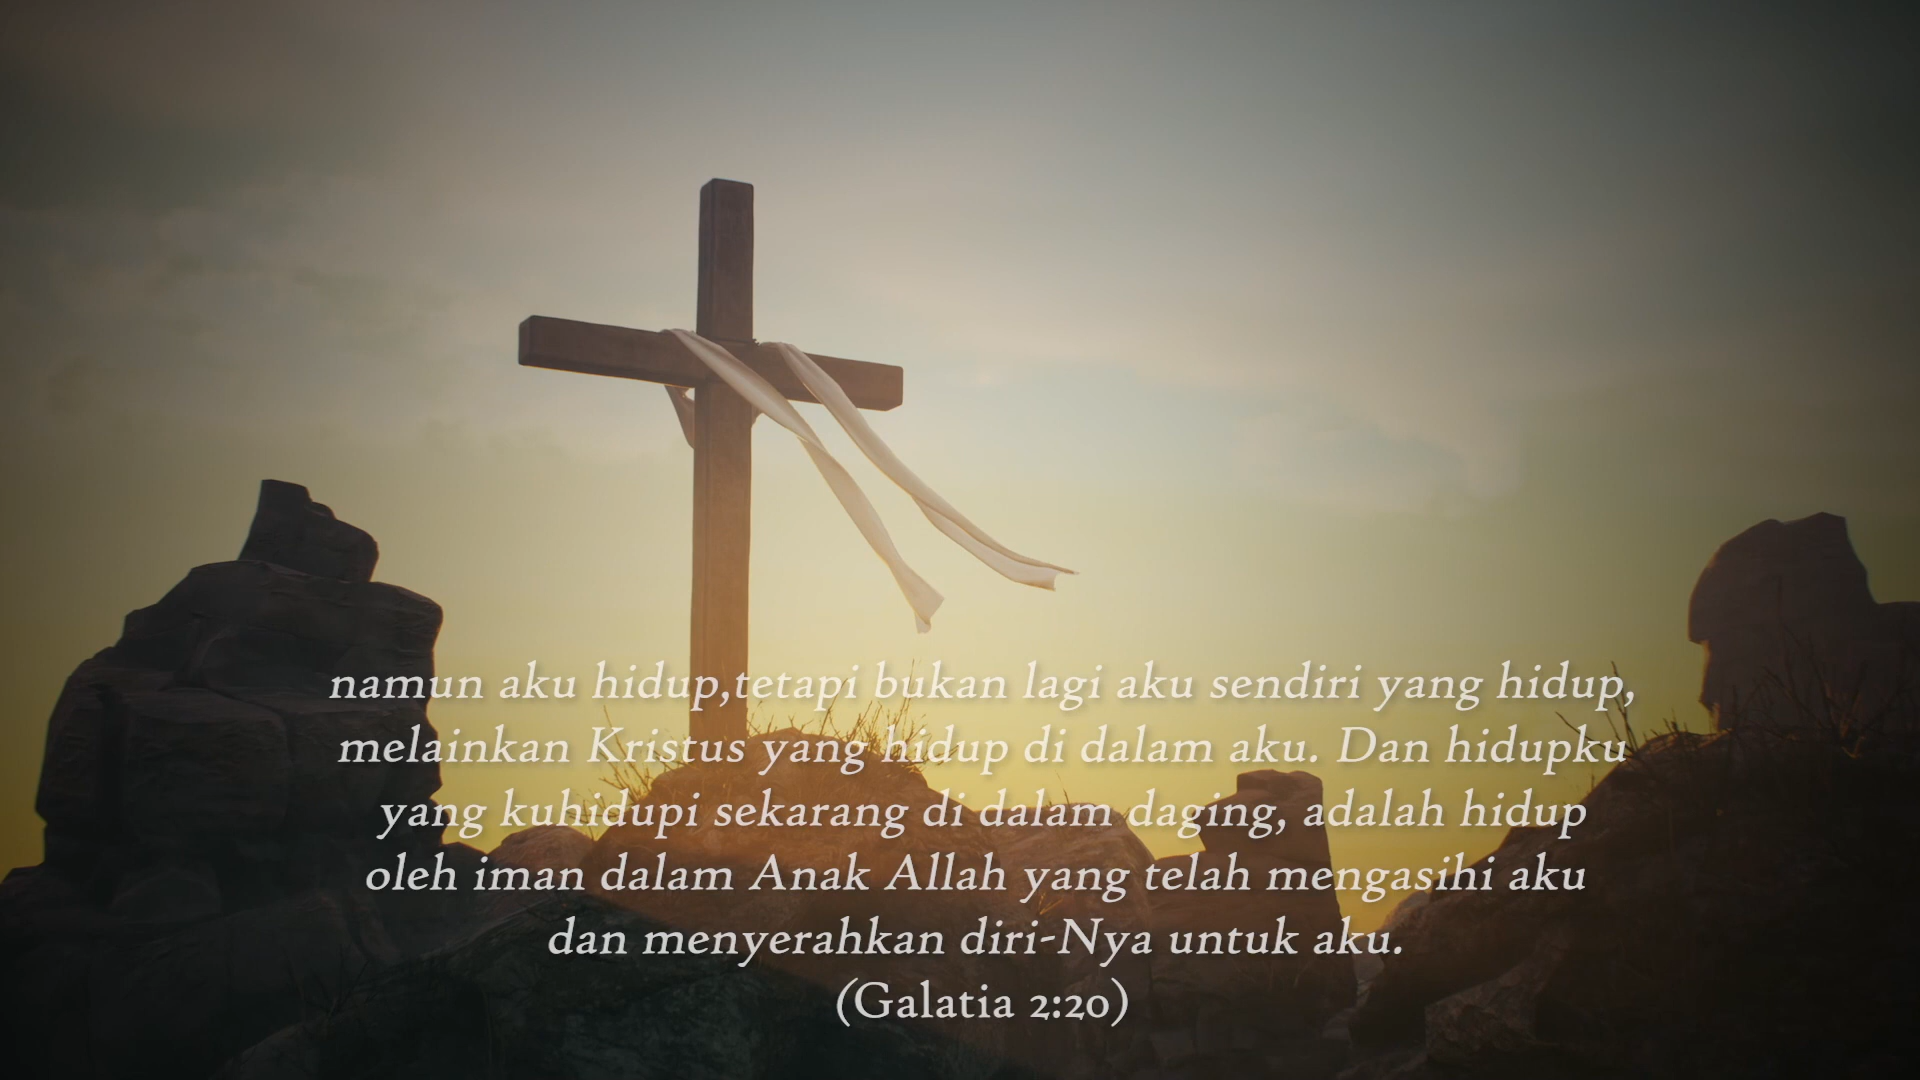 namun aku hidup,tetapi bukan lagi aku sendiri yang hidup,
melainkan Kristus yang hidup di dalam aku. Dan hidupku
yang kuhidupi sekarang di dalam daging, adalah hidup
oleh iman dalam Anak Allah yang telah mengasihi aku
dan menyerahkan diri-Nya untuk aku.
(Galatia 2:20)